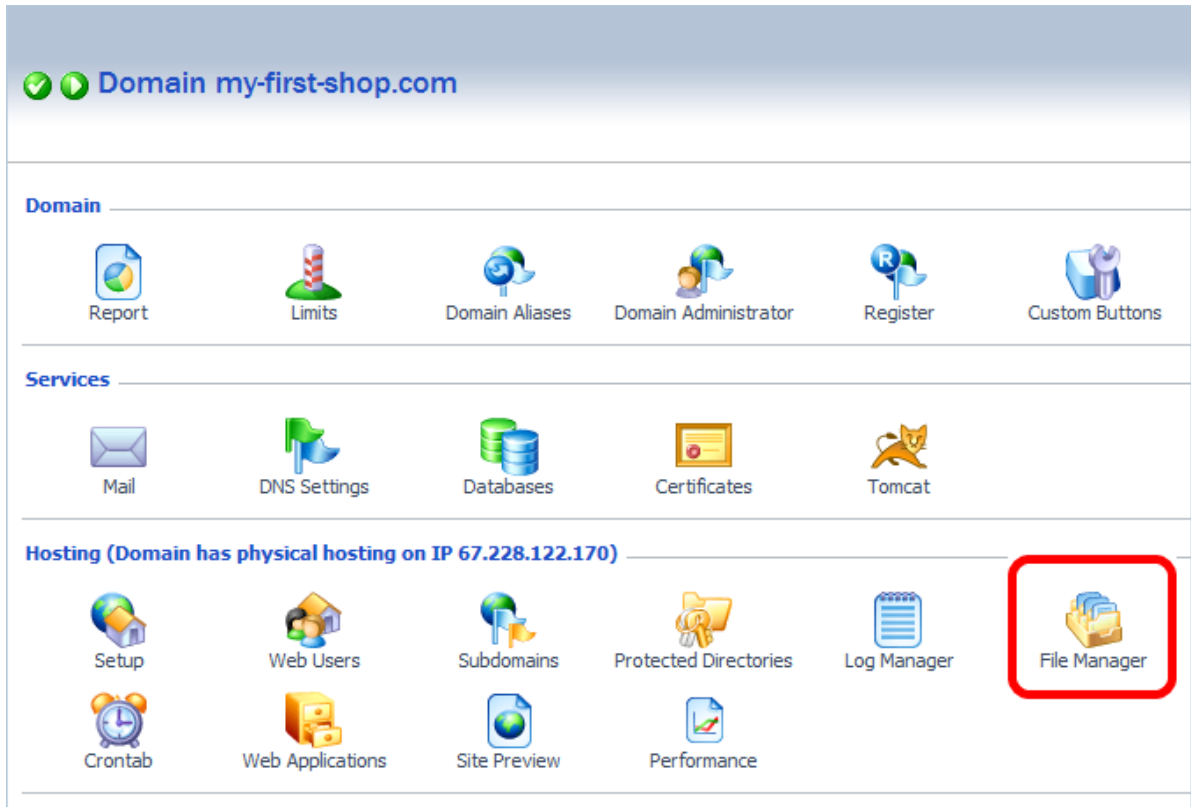 Domain my-first-shop.com
Domain
Report Limits Domain Aliases Domain Administrator Register Custom Buttons
Services
Mail DNS Settings Databases Certificates Tomcat
Hosting (Domain has physical hosting on IP 67.228.122.170)
Setup Web Users Subdomains Protected Directories Log Manager File Manager
Crontab Web Applications Site Preview Performance